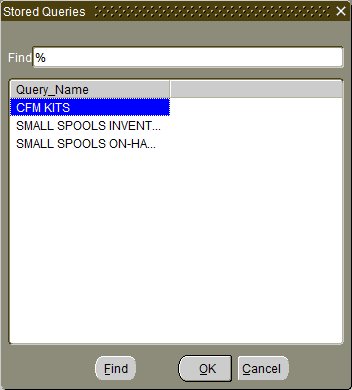 Stored Queries
Find %
Query_Name
CFM KITS
SMALL SPOOLS INVENT...
SMALL SPOOLS ON-HA...
Find OK Cancel